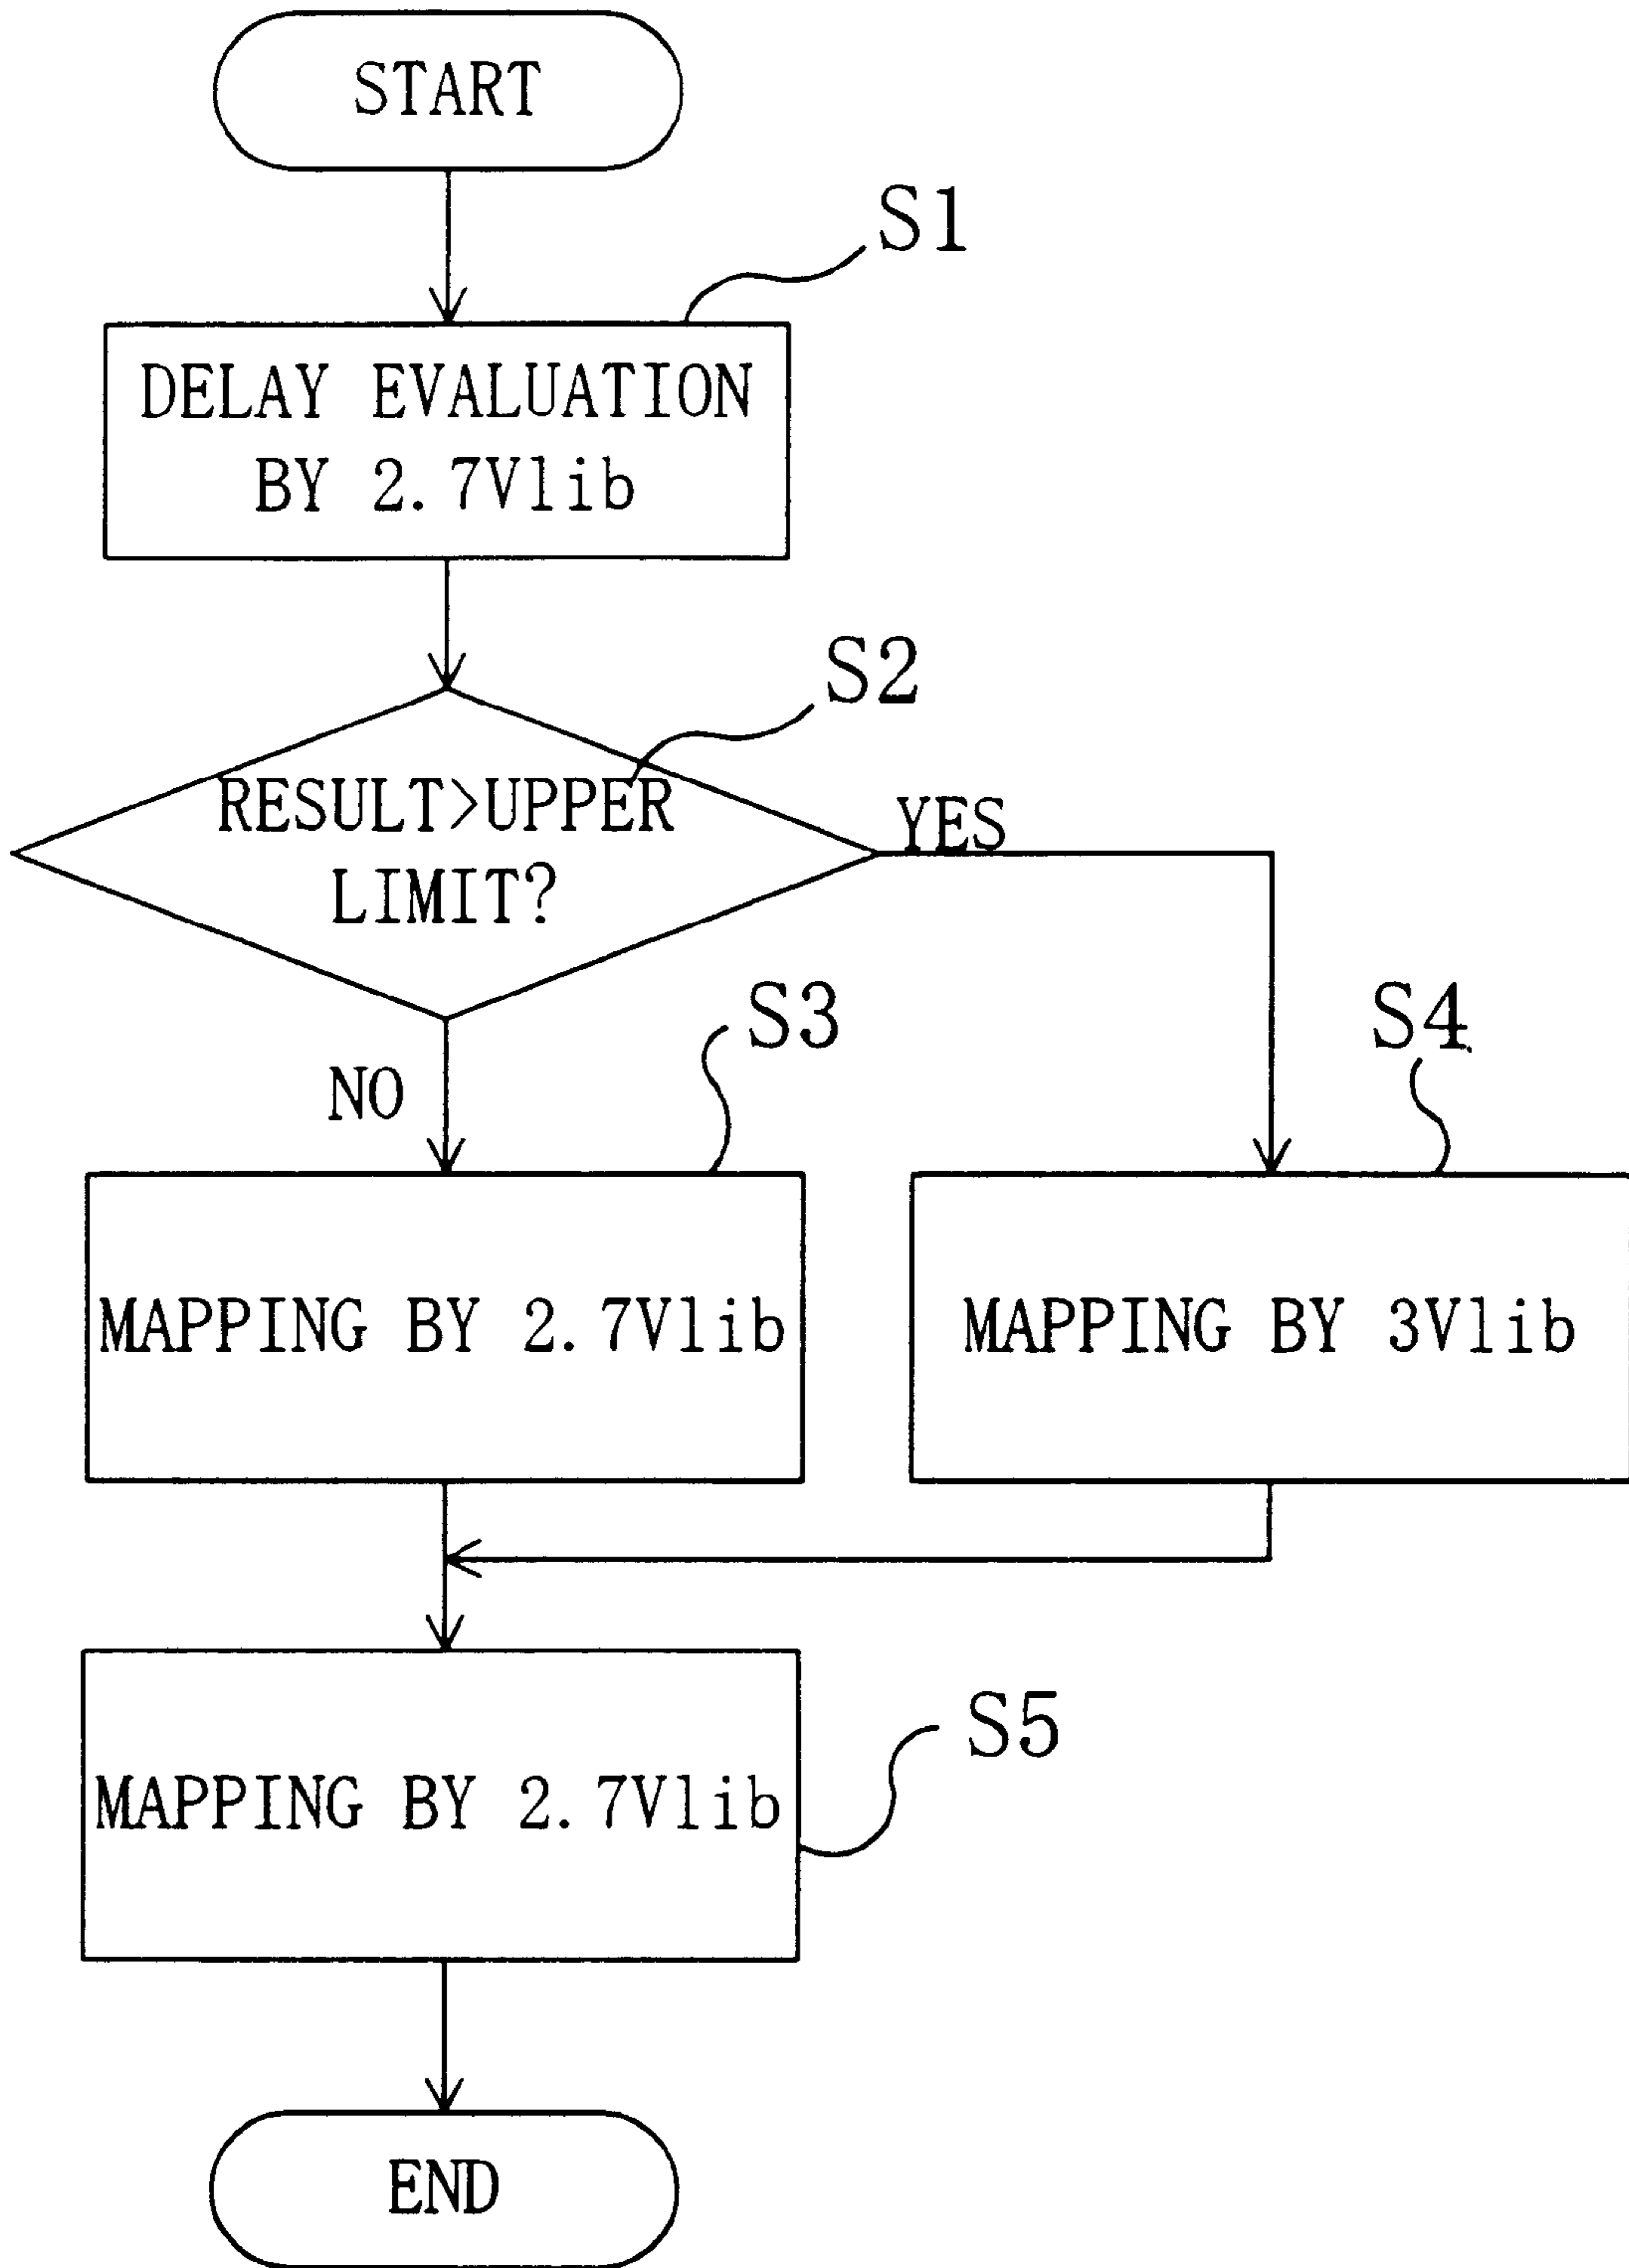 START
S1
DELAY EVALUATION
BY 2.7Vlib
S2
RESULT>UPPER
LIMIT?
YES
NO
S3
S4
MAPPING BY 2.7Vlib
MAPPING BY 3Vlib
MAPPING BY 2.7Vlib
S5
END